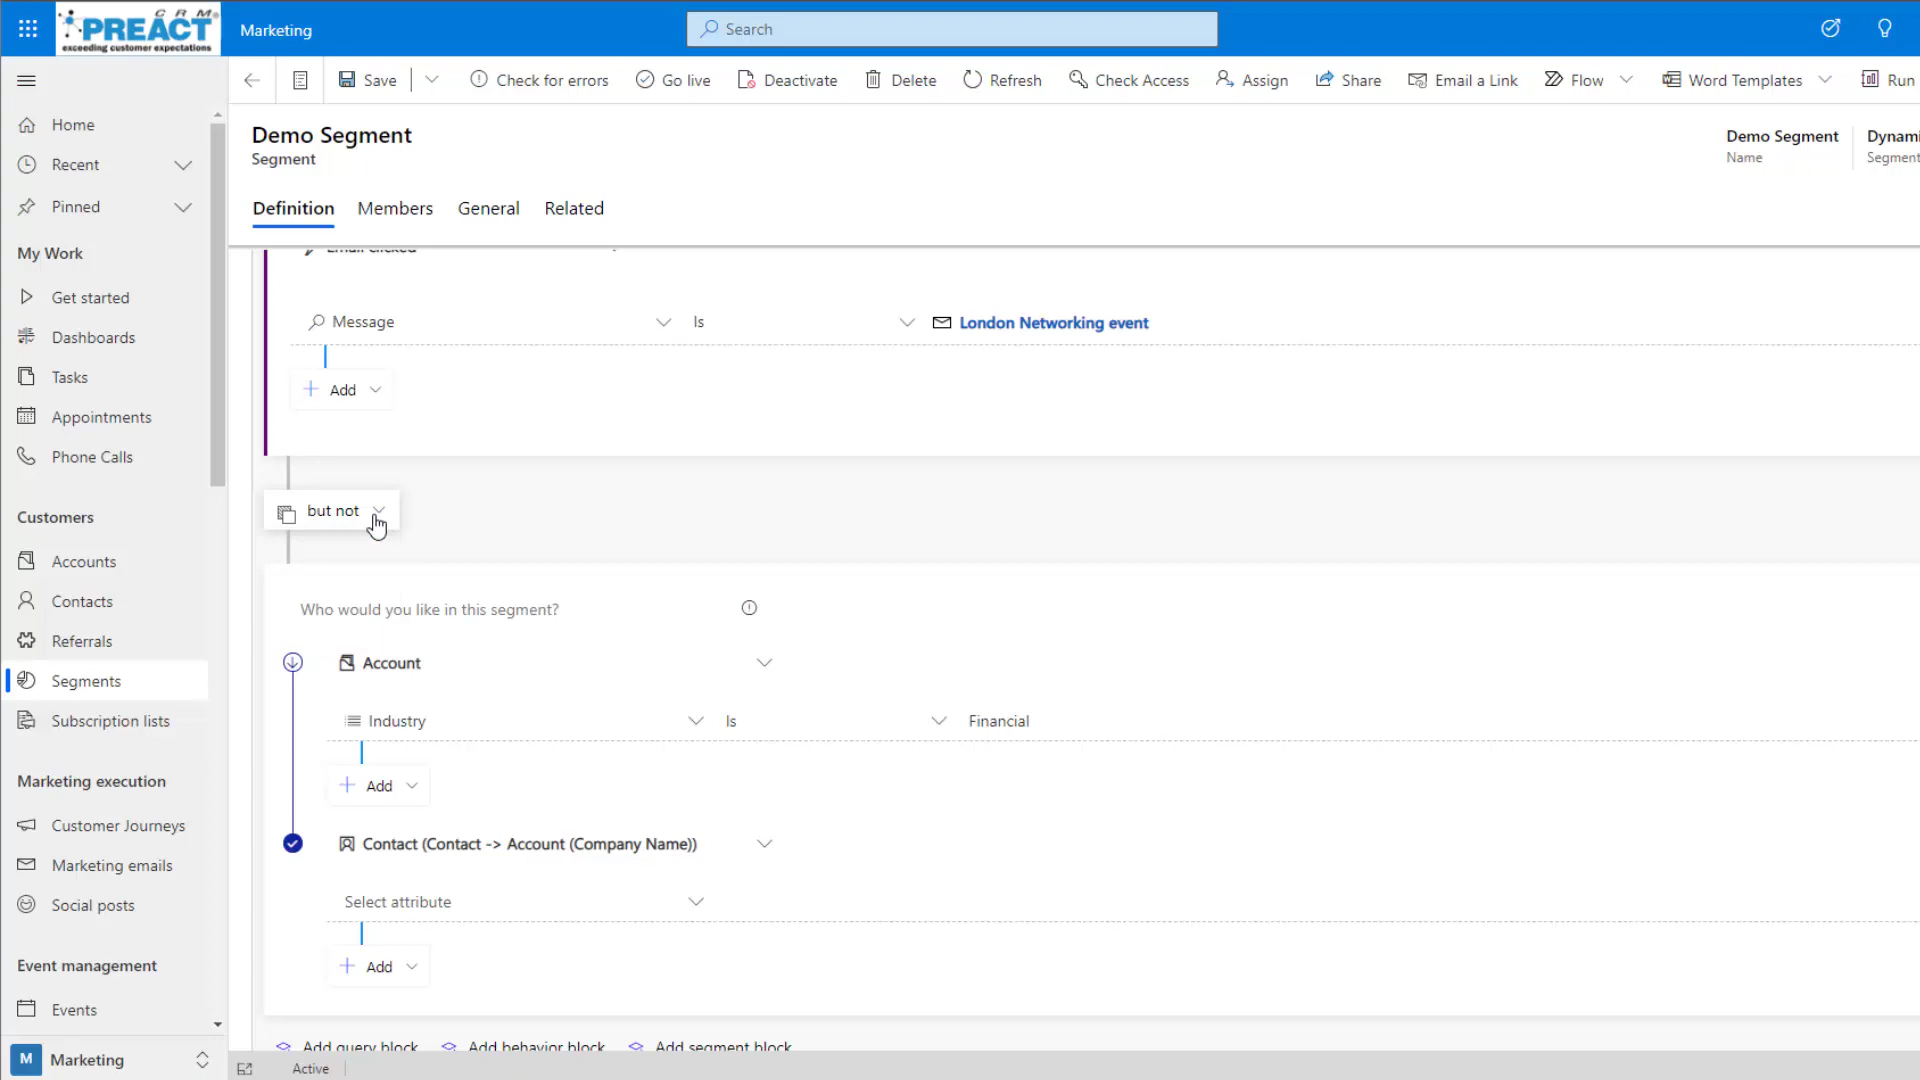 CRM®
PREACT
exceeding customer expectations
Marketing
Search
Save
Check for errors
Go live
Deactivate
Delete
Refresh
Check Access
Assign
Share
Email a Link
Flow
Word Templates
Run
Home
Recent
Pinned
My Work
Get started
Dashboards
Tasks
Appointments
Phone Calls
Customers
Accounts
Contacts
Referrals
Segments
Subscription lists
Marketing execution
Customer Journeys
Marketing emails
Social posts
Event management
Events
M
Marketing
Demo Segment
Segment
Demo Segment
Name
Dynami
Segment
Definition
Members
General
Related
Email clicked
Message
Is
London Networking event
Add
but not
Who would you like in this segment?
Account
Industry
Is
Financial
Add
Contact (Contact -> Account (Company Name))
Select attribute
Add
Add query block
Add behavior block
Add segment block
Active